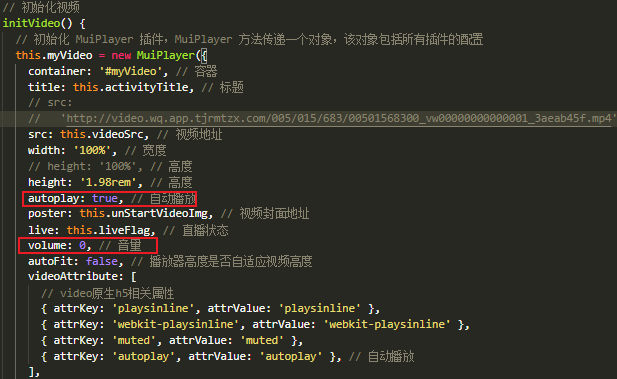 // 初始化视频
initVideo() {
// 初始化 MuiPlayer 插件，MuiPlayer 方法传递一个对象，该对象包括所有插件的配置
this.myVideo = new MuiPlayer({
container: '#myVideo', // 容器
title: this.activityTitle, // 标题
// src:
//   'http://video.wq.app.tjrmtzx.com/005/015/683/00501568300_vw00000000000001_3aeab45f.mp4'
src: this.videoSrc, // 视频地址
width: '100%', // 宽度
// height: '100%', // 高度
height: '1.98rem', // 高度
autoplay: true, // 自动播放
poster: this.unStartVideoImg, // 视频封面地址
live: this.liveFlag, // 直播状态
volume: 0, // 音量
autoFit: false, // 播放器高度是否自适应视频高度
videoAttribute: [
// video原生h5相关属性
{ attrKey: 'playsinline', attrValue: 'playsinline' },
{ attrKey: 'webkit-playsinline', attrValue: 'webkit-playsinline' },
{ attrKey: 'muted', attrValue: 'muted' },
{ attrKey: 'autoplay', attrValue: 'autoplay' }, // 自动播放
],